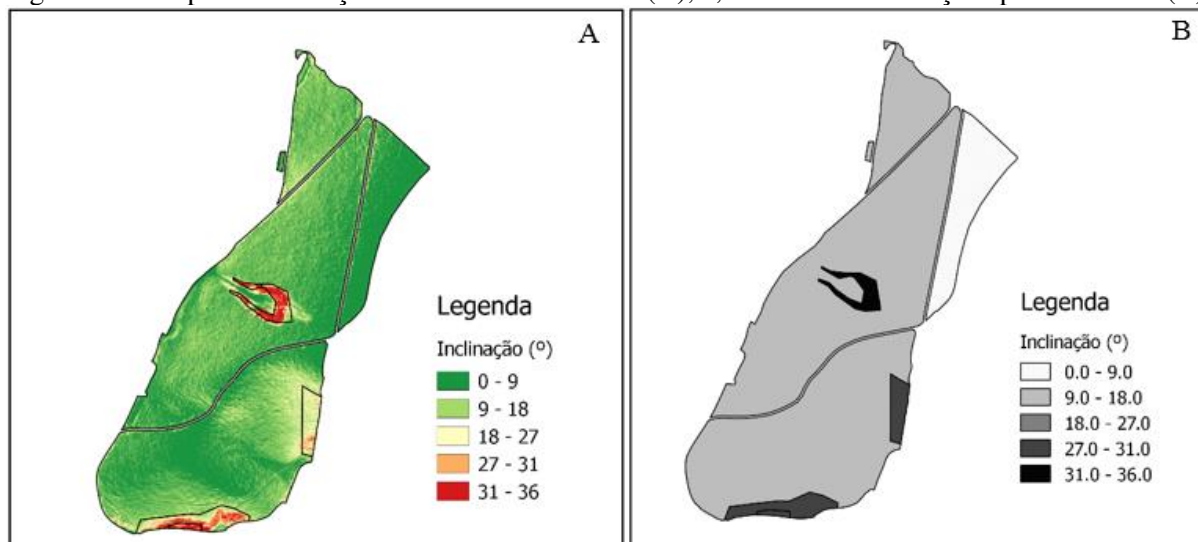 A
Legenda
Inclinação (º)
0 - 9
9 - 18
18 - 27
27 - 31
31 - 36
B
Legenda
Inclinação (º)
0.0 - 9.0
9.0 - 18.0
18.0 - 27.0
27.0 - 31.0
31.0 - 36.0